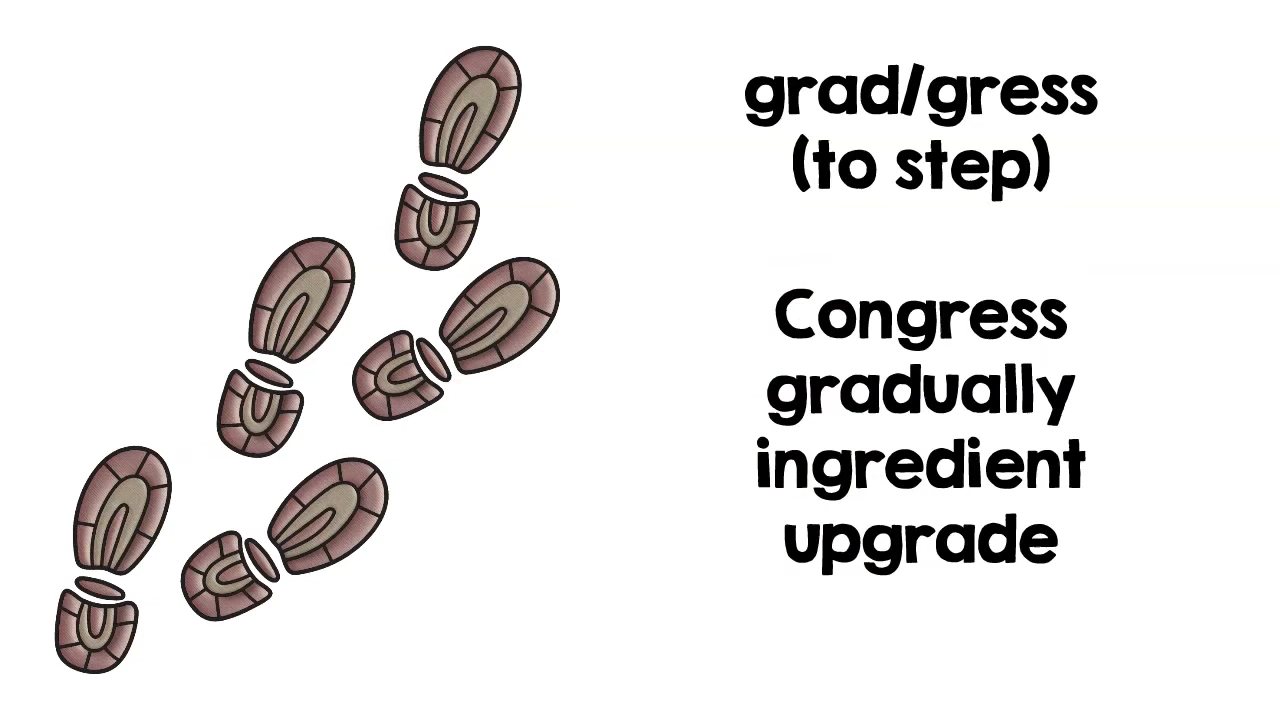 grad/gress
(to step)
Congress
gradually
ingredient
upgrade